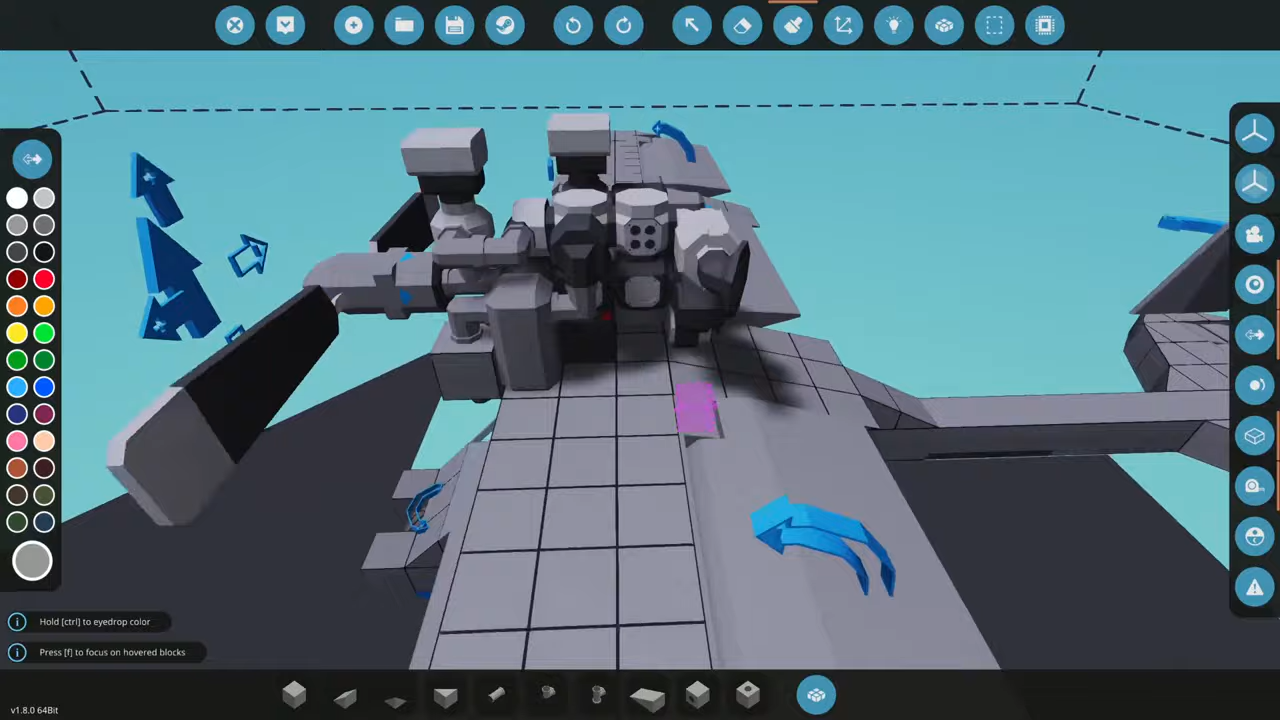 Hold [ctrl] to eyedrop color
Press [f] to focus on hovered blocks
v1.8.0 64Bit